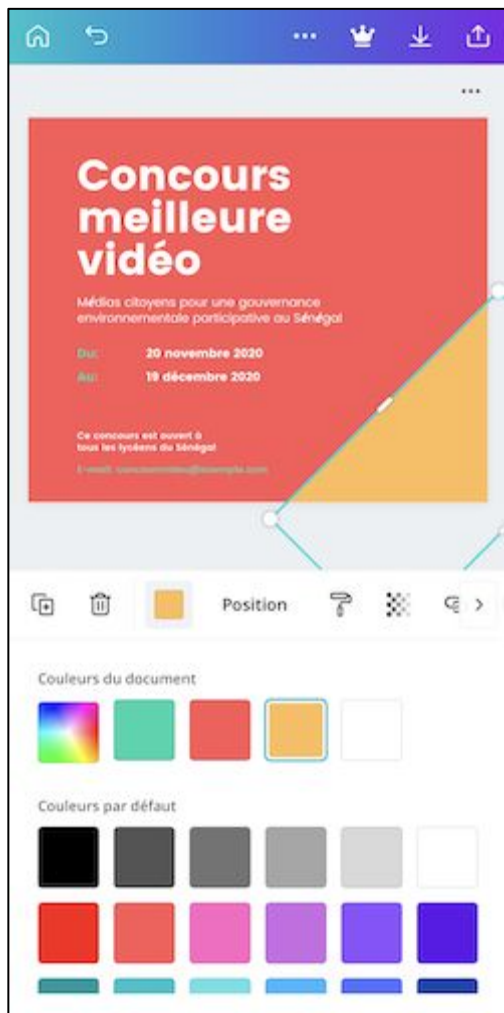 Concours
meilleure
vidéo
Médias citoyens pour une gouvernance
environnementale participative au Sénégal
Du: 20 novembre 2020
Au: 19 décembre 2020
Ce concours est ouvert à
tous les lycéens du Sénégal
E-mail:
Position
Couleurs du document
Couleurs par défaut